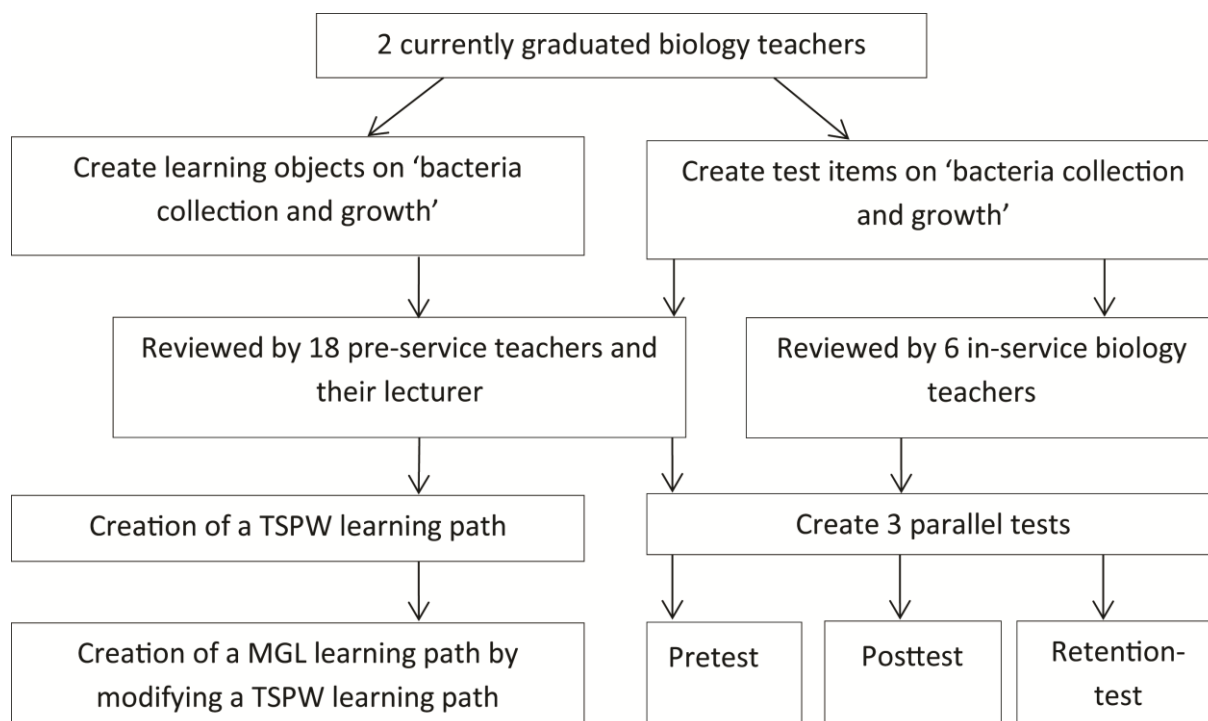 2 currently graduated biology teachers
Create learning objects on ‘bacteria
collection and growth’
Create test items on ‘bacteria collection
and growth’
Reviewed by 18 pre-service teachers and
their lecturer
Reviewed by 6 in-service biology
teachers
Creation of a TSPW learning path
Create 3 parallel tests
Creation of a MGL learning path by
modifying a TSPW learning path
Pretest
Posttest
Retention-
test